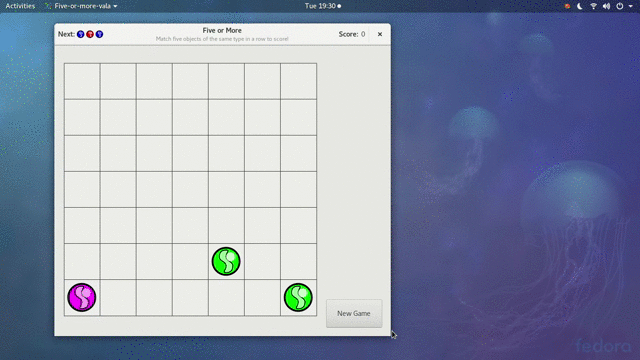 Activities Five-or-more-vala Tue 19:30
Next: Five or More Score: 0
Match five objects of the same type in a row to score!
New Game
fedora